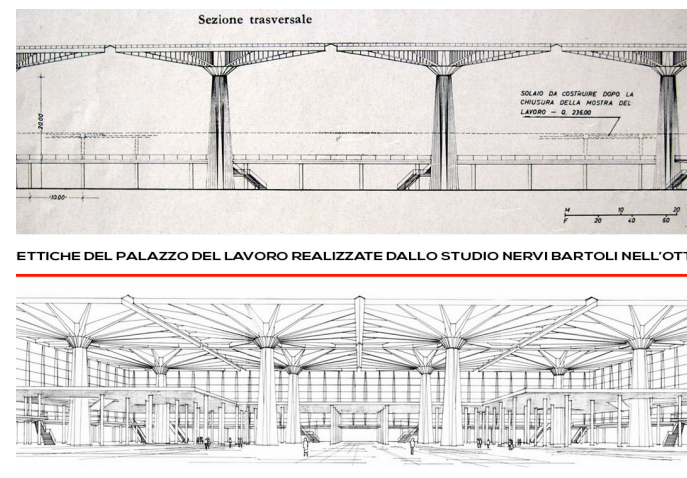 Sezione trasversale
SOLAIO DA COSTRUIRE DOPO LA
CHIUSURA DELLA MOSTRA DEL
LAVORO — Q. 236.00
20.00
10.00
M 10 20
F 20 40 60
ETTICHE DEL PALAZZO DEL LAVORO REALIZZATE DALLO STUDIO NERVI BARTOLI NELL'OTT